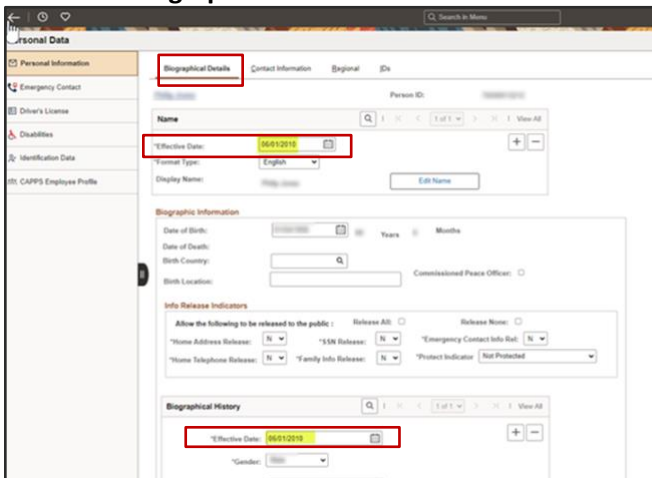 Search in Menu
rsonal Data
Personal Information
Emergency Contact
Driver's License
Disabilities
Identification Data
CAPPS Employee Profile
Biographical Details Contact Information Regional IDs
Person ID:
Name 1 of 1 View All
*Effective Date: 06/01/2018
*Format Type: English
Display Name: Edit Name
Biographic Information
Date of Birth: Years Months
Date of Death:
Birth Country:
Commissioned Peace Officer:
Birth Location:
Info Release Indicators
Allow the following to be released to the public : Release All: Release None:
*Home Address Release: N *SSN Release: N *Emergency Contact Info Rel: N
*Home Telephone Release: N *Family Info Release: N *Protect Indicator Not Protected
Biographical History 1 of 1 View All
*Effective Date: 06/01/2018
*Gender: